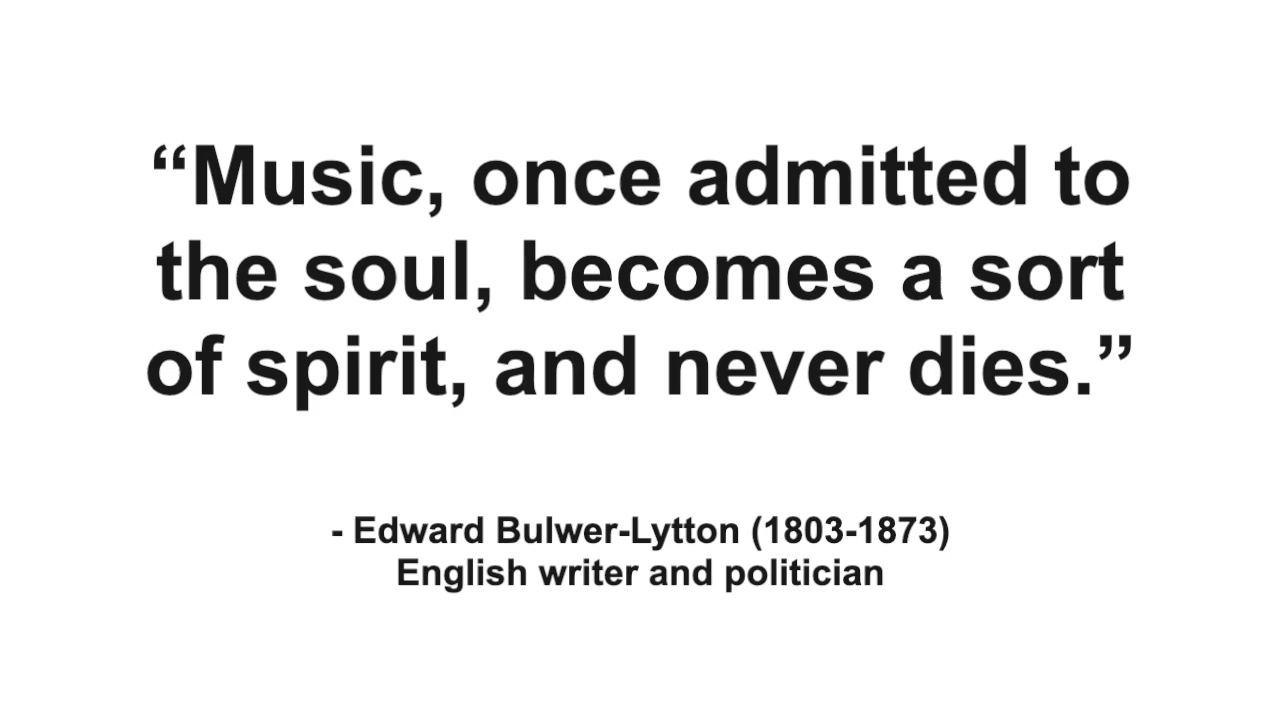 “Music, once admitted to
the soul, becomes a sort
of spirit, and never dies.”
- Edward Bulwer-Lytton (1803-1873)
English writer and politician